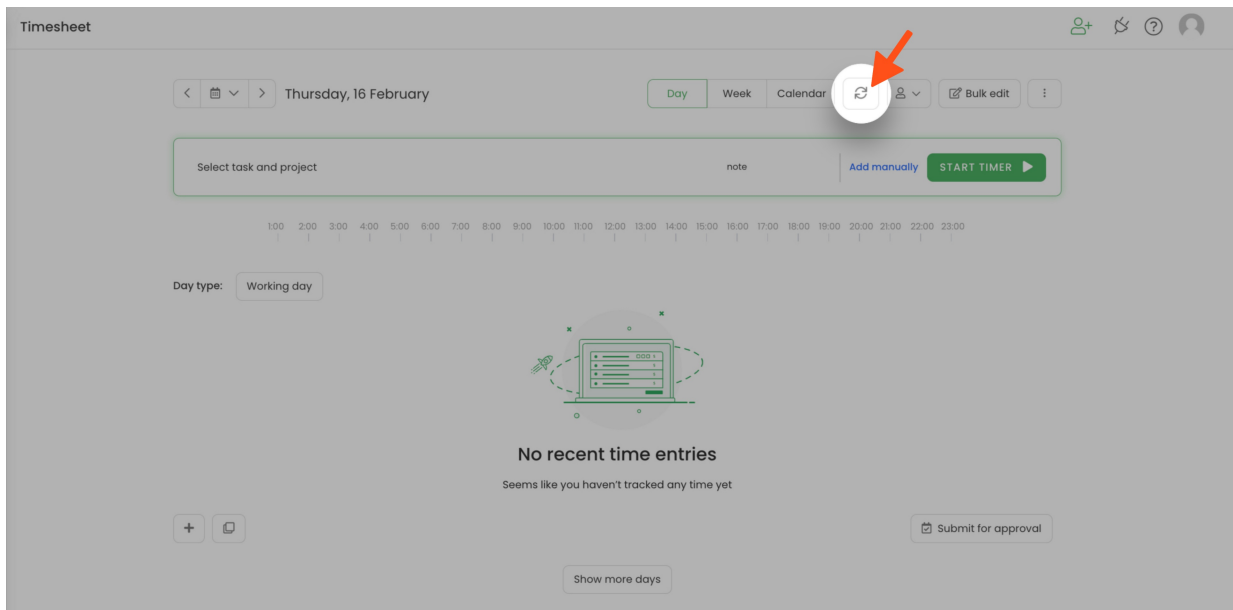 Timesheet
Thursday, 16 February
Day Week Calendar Bulk edit
Select task and project note Add manually START TIMER
1:00 2:00 3:00 4:00 5:00 6:00 7:00 8:00 9:00 10:00 11:00 12:00 13:00 14:00 15:00 16:00 17:00 18:00 19:00 20:00 21:00 22:00 23:00
Day type: Working day
No recent time entries
Seems like you haven't tracked any time yet
Submit for approval
Show more days